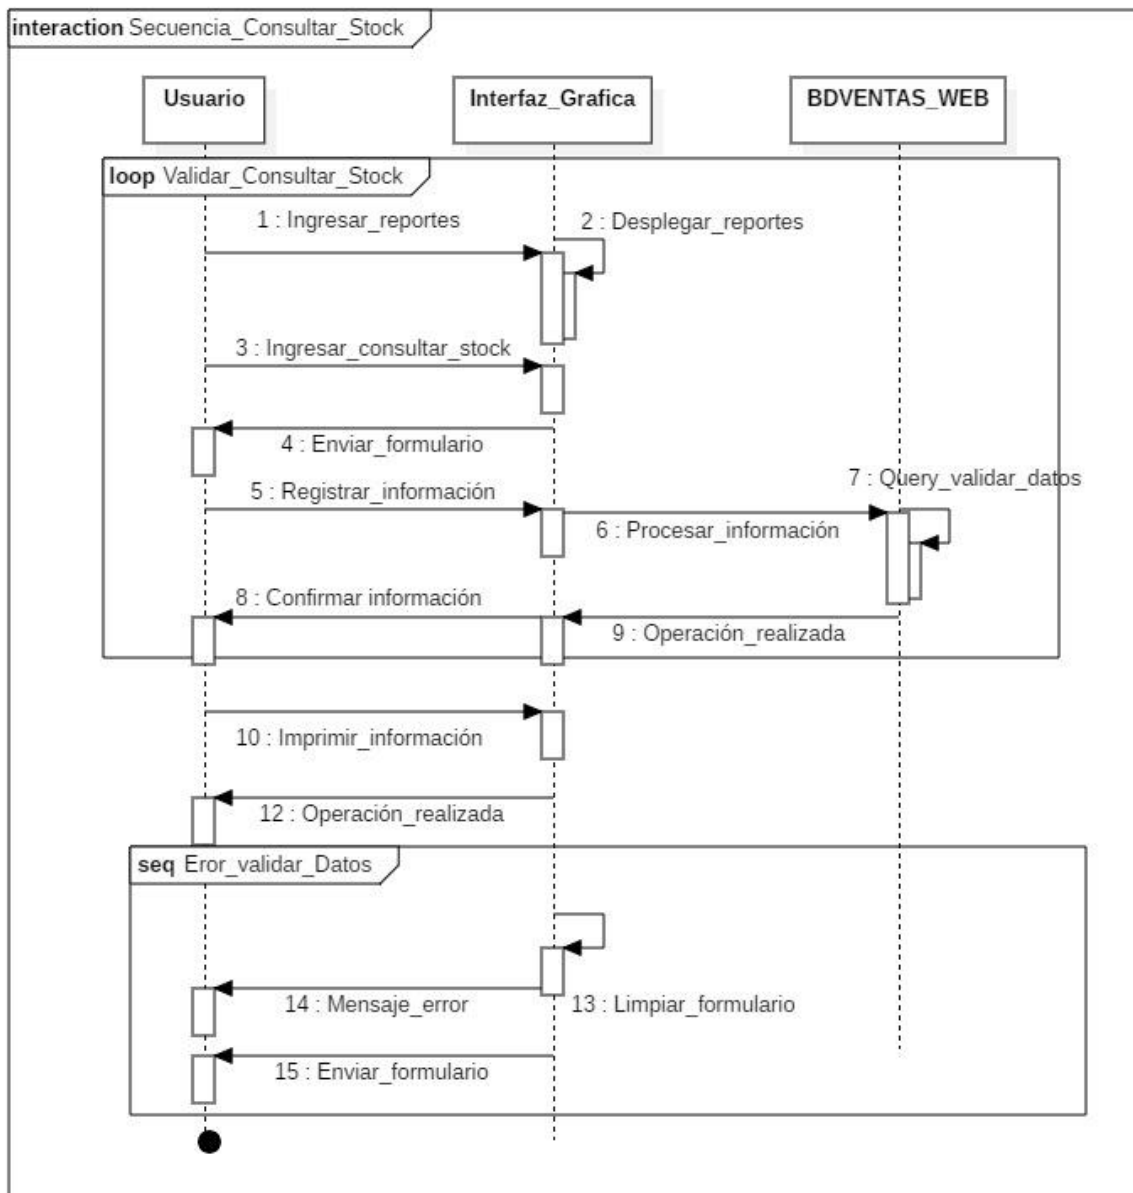 interaction Secuencia_Consultar_Stock
Usuario
Interfaz_Grafica
BDVENTAS_WEB
loop Validar_Consultar_Stock
1 : Ingresar_reportes
2 : Desplegar_reportes
3 : Ingresar_consultar_stock
4 : Enviar_formulario
5 : Registrar_información
7 : Query_validar_datos
6 : Procesar_información
8 : Confirmar información
9 : Operación_realizada
10 : Imprimir_información
12 : Operación_realizada
seq Eror_validar_Datos
14 : Mensaje_error
13 : Limpiar_formulario
15 : Enviar_formulario